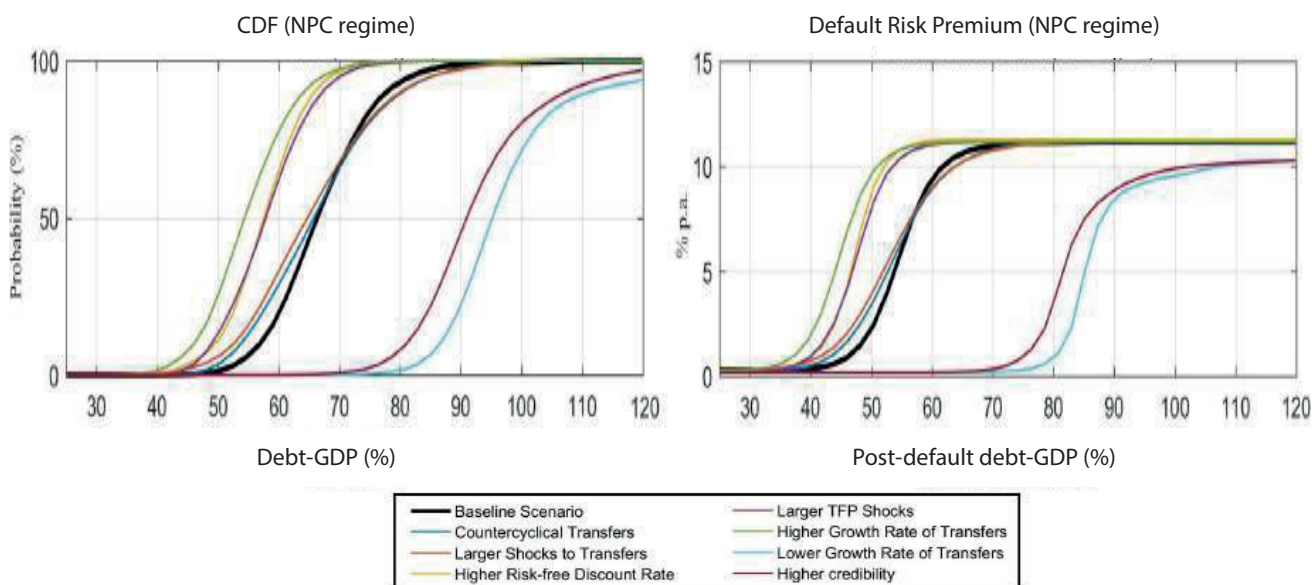 CDF (NPC regime)
Default Risk Premium (NPC regime)
100
50
0
Probability (%)
30 40 50 60 70 80 90 100 110 120
Debt-GDP (%)
15
10
5
0
% p.a.
30 40 50 60 70 80 90 100 110 120
Post-default debt-GDP (%)
Baseline Scenario
Countercyclical Transfers
Larger Shocks to Transfers
Higher Risk-free Discount Rate
Larger TFP Shocks
Higher Growth Rate of Transfers
Lower Growth Rate of Transfers
Higher credibility